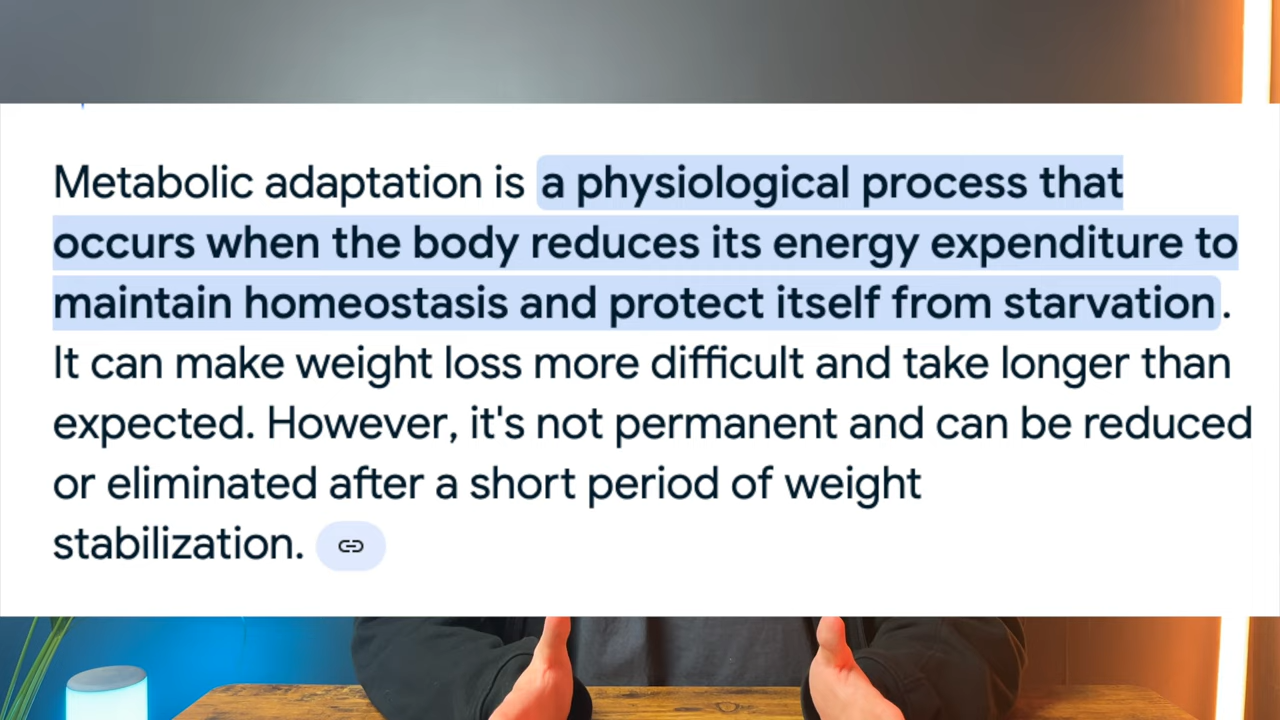 Metabolic adaptation is a physiological process that
occurs when the body reduces its energy expenditure to
maintain homeostasis and protect itself from starvation.
It can make weight loss more difficult and take longer than
expected. However, it's not permanent and can be reduced
or eliminated after a short period of weight
stabilization.